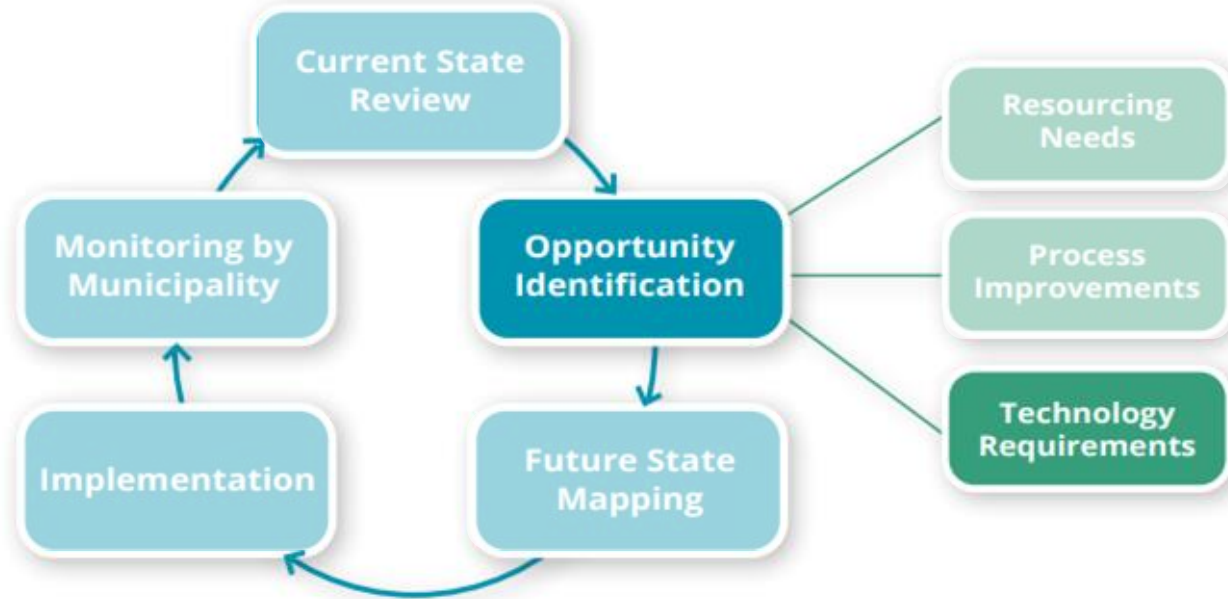 Current State
Review
Opportunity
Identification
Future State
Mapping
Implementation
Monitoring by
Municipality
Resourcing
Needs
Process
Improvements
Technology
Requirements